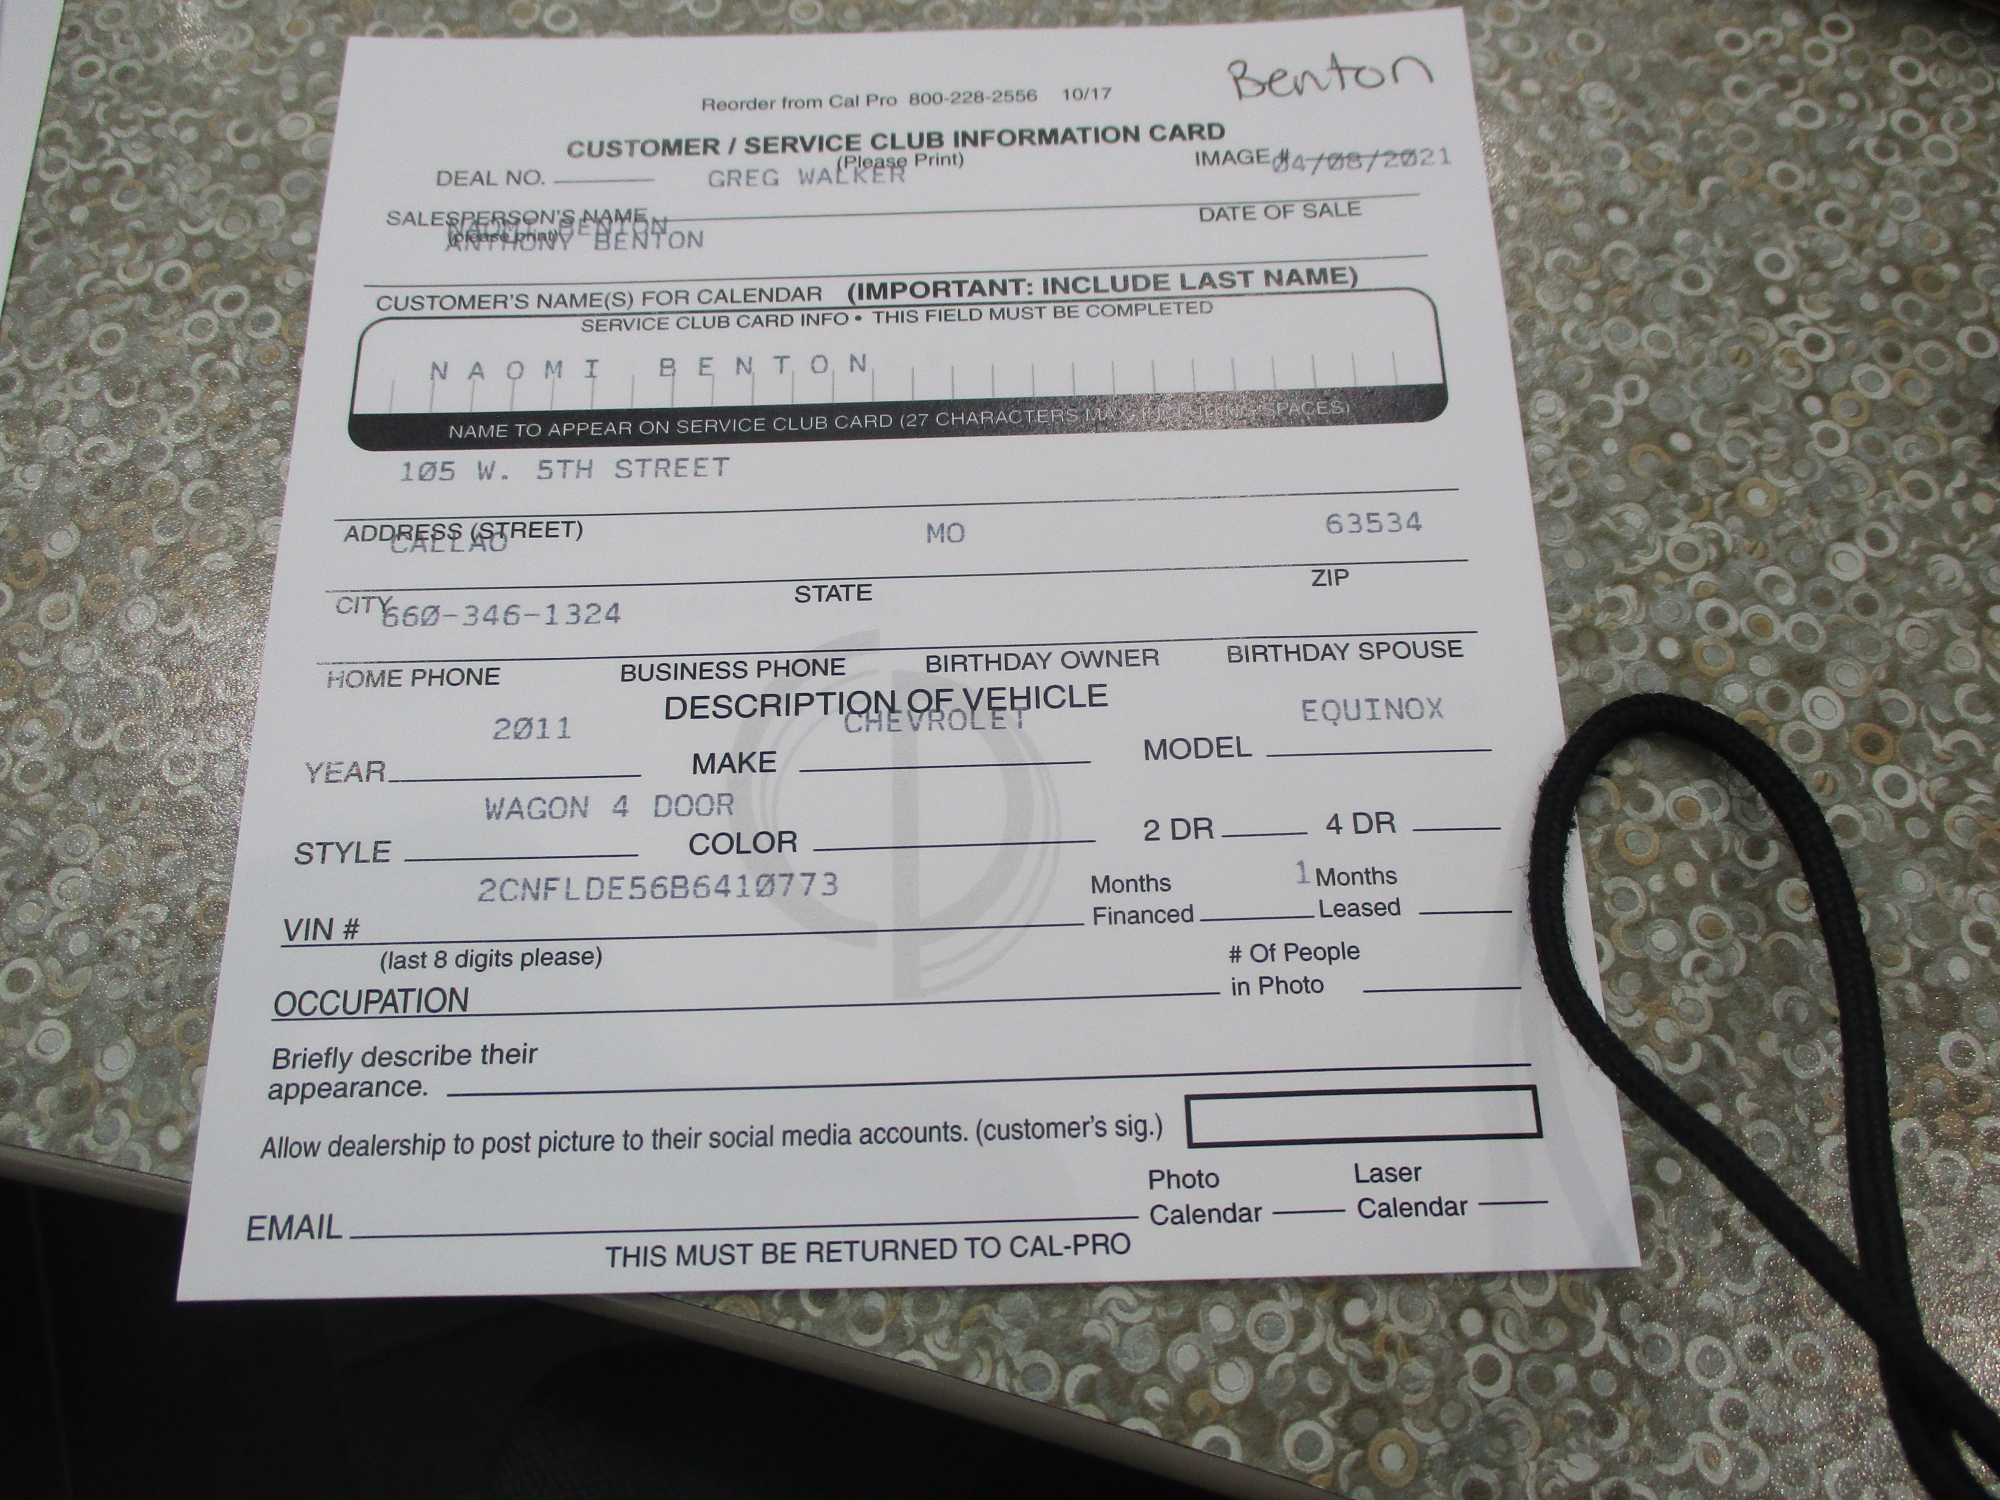 Benton
Reorder from Cal Pro 800-228-2556 10/17
CUSTOMER / SERVICE CLUB INFORMATION CARD
(Please Print)
DEAL NO. GREG WALKER IMAGE # 04/08/2021
SALESPERSON'S NAME DATE OF SALE
NAOMI BENTON
(please print)
ANTHONY BENTON
CUSTOMER'S NAME(S) FOR CALENDAR (IMPORTANT: INCLUDE LAST NAME)
SERVICE CLUB CARD INFO • THIS FIELD MUST BE COMPLETED
NAOMI BENTON
NAME TO APPEAR ON SERVICE CLUB CARD (27 CHARACTERS MAX. INCLUDING SPACES)
105 W. 5TH STREET
ADDRESS (STREET)
CALLAO MO 63534
CITY STATE ZIP
660-346-1324
HOME PHONE BUSINESS PHONE BIRTHDAY OWNER BIRTHDAY SPOUSE
DESCRIPTION OF VEHICLE
2011 CHEVROLET EQUINOX
YEAR MAKE MODEL
WAGON 4 DOOR
STYLE COLOR 2 DR 4 DR
2CNFLDE56B6410773 Months 1 Months
VIN # Financed Leased
(last 8 digits please) # Of People
OCCUPATION in Photo
Briefly describe their
appearance.
Allow dealership to post picture to their social media accounts. (customer's sig.)
Photo Laser
EMAIL Calendar Calendar
THIS MUST BE RETURNED TO CAL-PRO